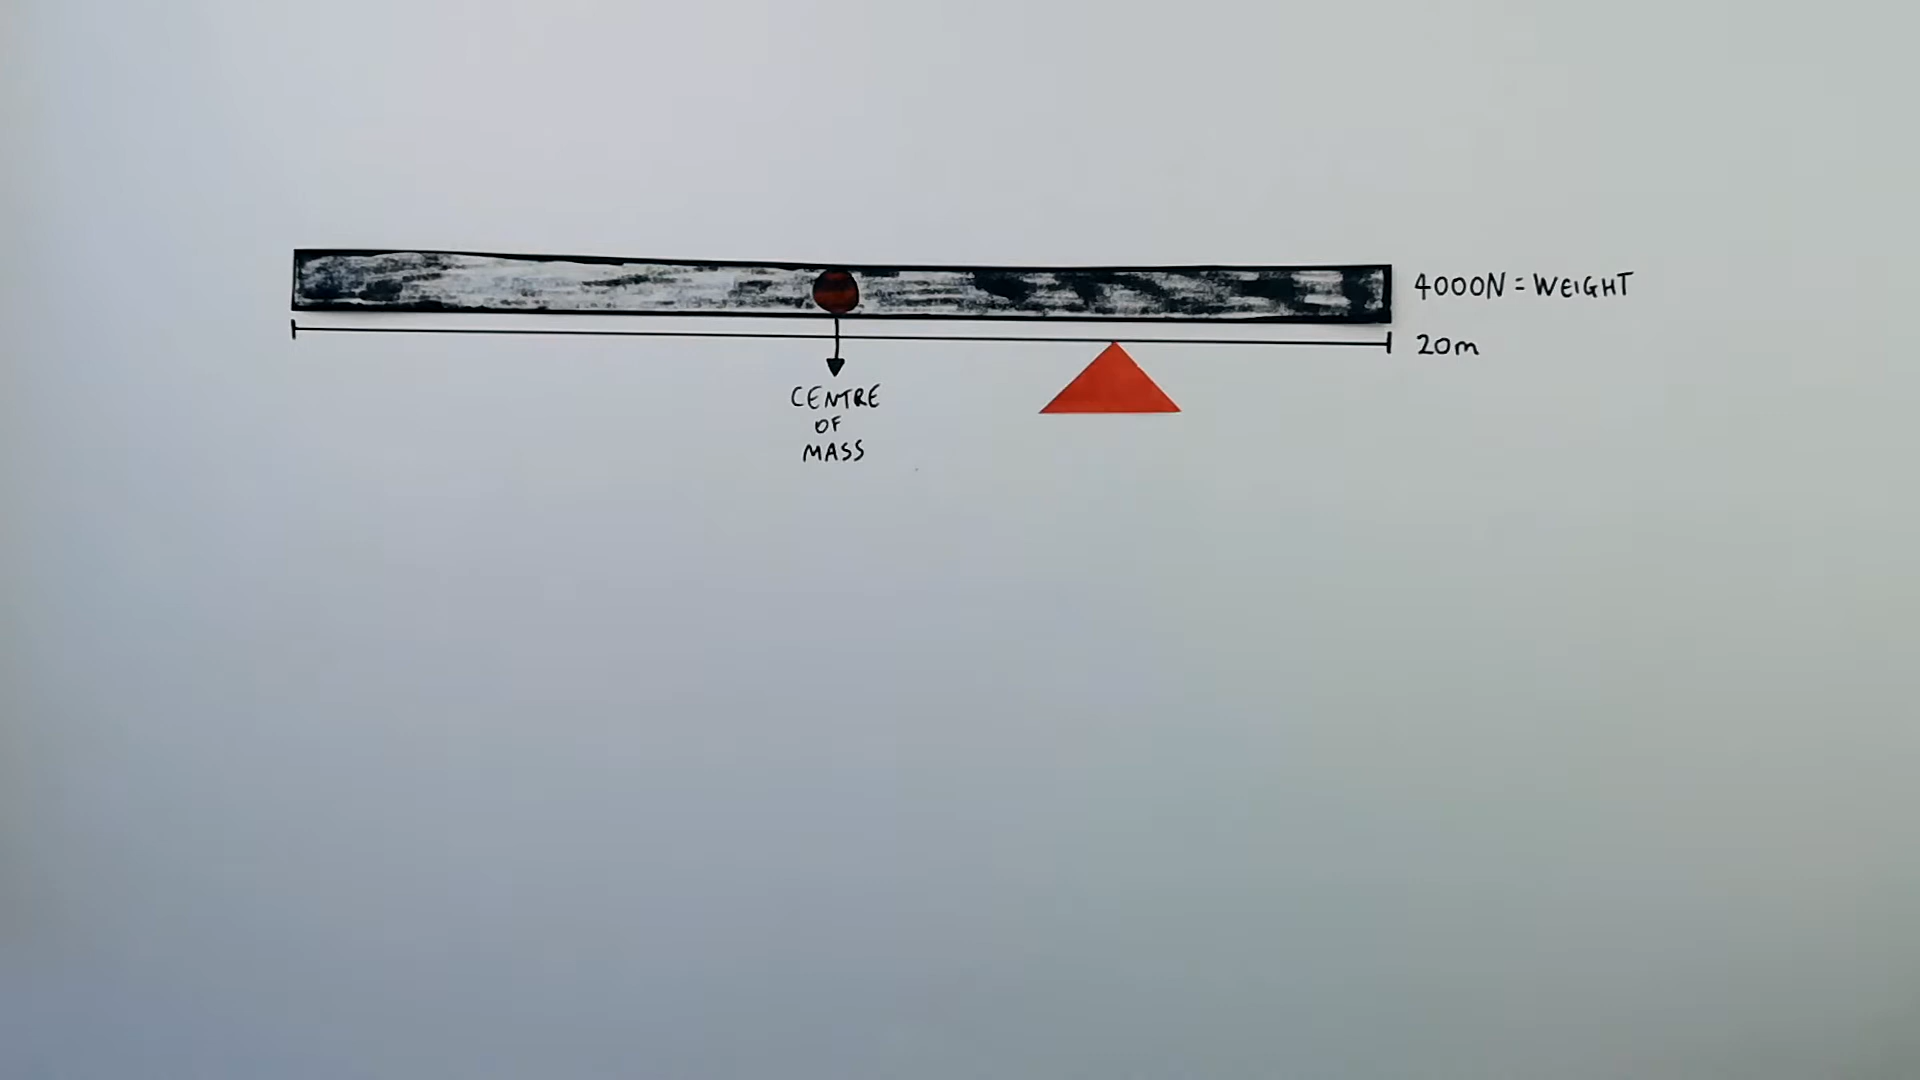 4000N = WEIGHT
20m
CENTRE
OF
MASS